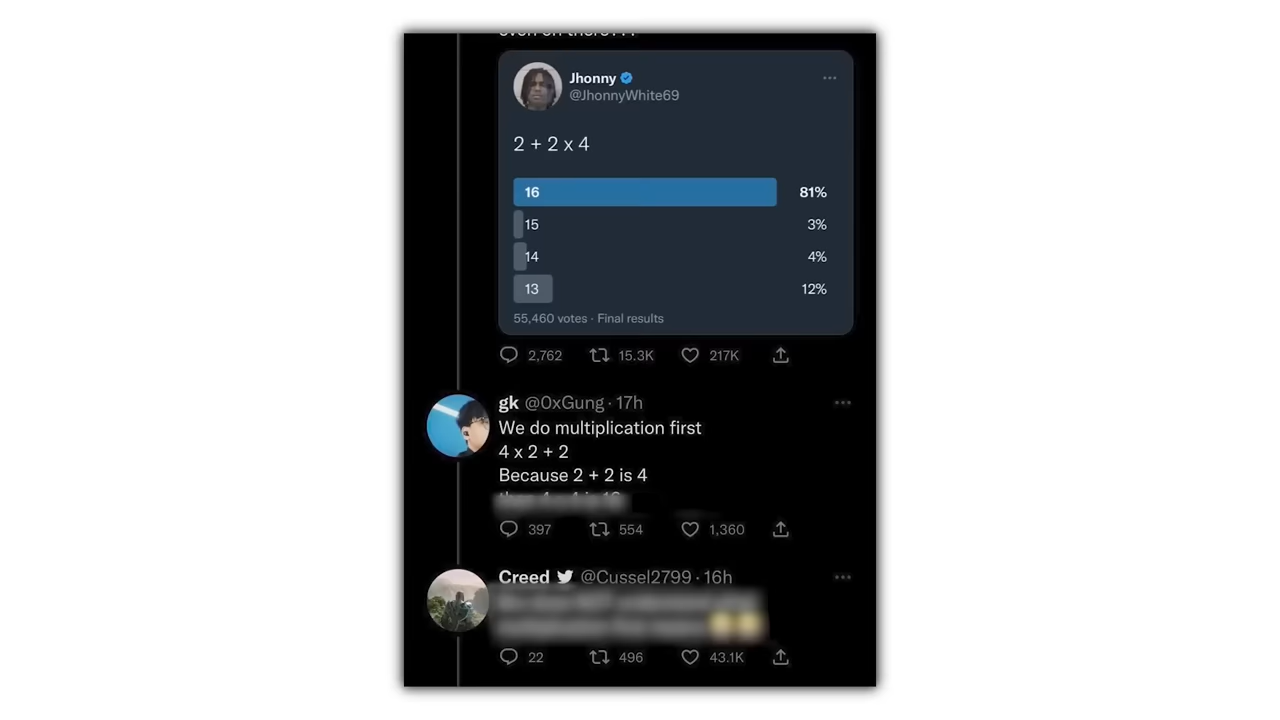 Jhonny
@JhonnyWhite69
2 + 2 x 4
16 81%
15 3%
14 4%
13 12%
55,460 votes · Final results
2,762 15.3K 217K
gk @0xGung · 17h
We do multiplication first
4 x 2 + 2
Because 2 + 2 is 4
397 554 1,360
Creed @Cussel2799 · 16h
22 496 43.1K